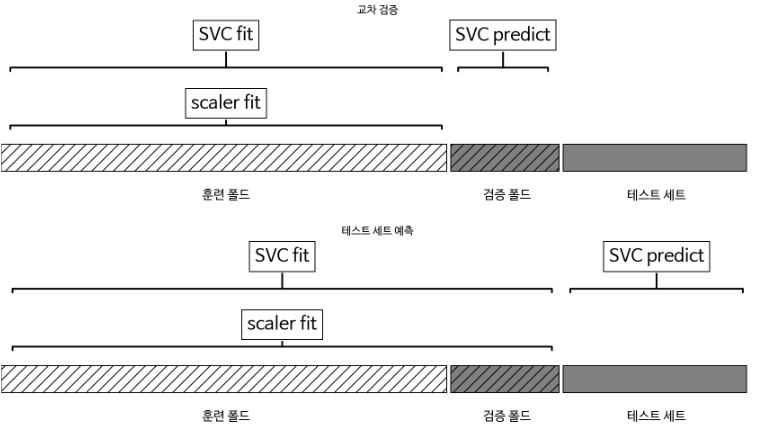 교차 검증
SVC fit
SVC predict
scaler fit
훈련 폴드
검증 폴드
테스트 세트
테스트 세트 예측
SVC fit
SVC predict
scaler fit
훈련 폴드
검증 폴드
테스트 세트